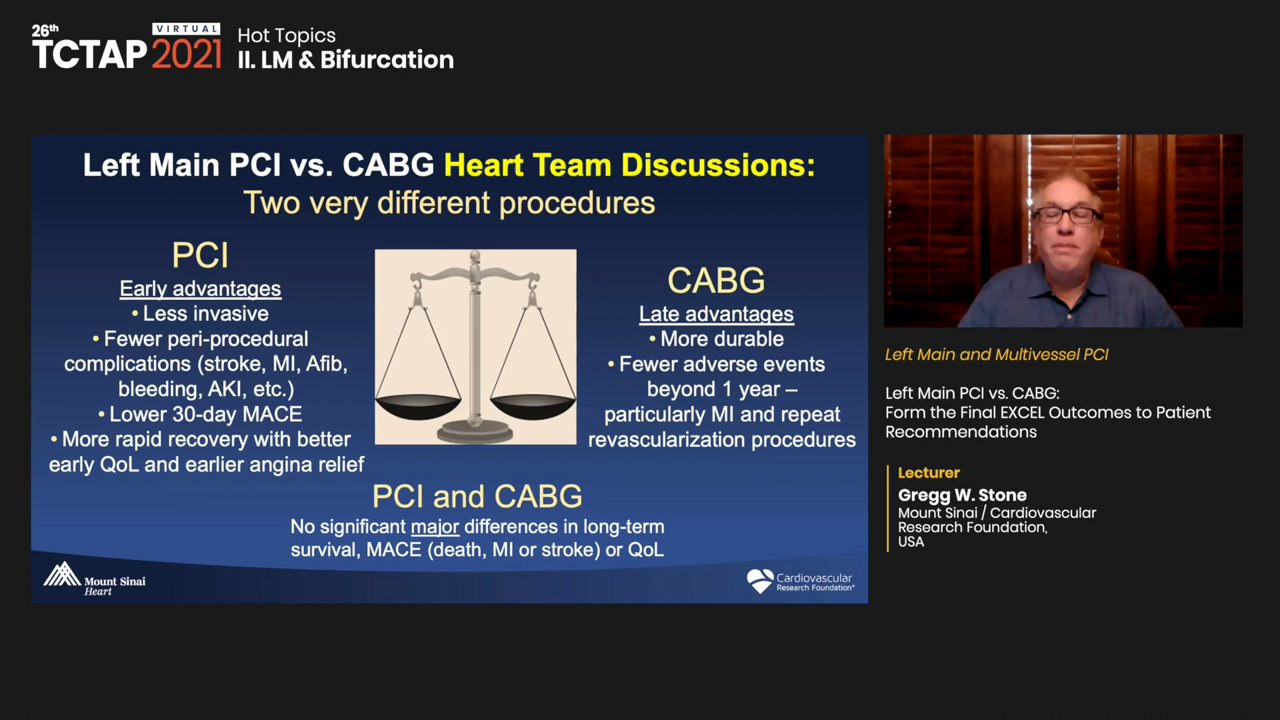 26th
TCTAP
VIRTUAL
2021
Hot Topics
II. LM & Bifurcation
Left Main PCI vs. CABG Heart Team Discussions:
Two very different procedures
PCI
Early advantages
• Less invasive
• Fewer peri-procedural
complications (stroke, MI, Afib,
bleeding, AKI, etc.)
• Lower 30-day MACE
• More rapid recovery with better
early QoL and earlier angina relief
CABG
Late advantages
• More durable
• Fewer adverse events
beyond 1 year –
particularly MI and repeat
revascularization procedures
PCI and CABG
No significant major differences in long-term
survival, MACE (death, MI or stroke) or QoL
Mount Sinai
Heart
Cardiovascular
Research Foundation®
Left Main and Multivessel PCI
Left Main PCI vs. CABG:
Form the Final EXCEL Outcomes to Patient
Recommendations
Lecturer
Gregg W. Stone
Mount Sinai / Cardiovascular
Research Foundation,
USA